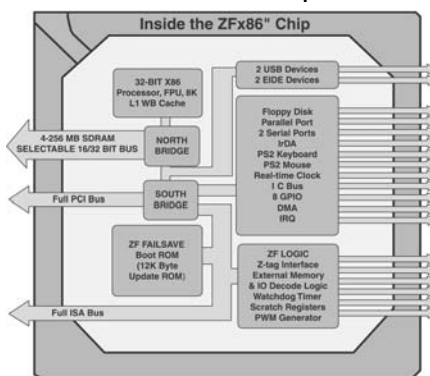 Inside the ZFx86" Chip
32-BIT X86
Processor, FPU, 8K
L1 WB Cache
2 USB Devices
2 EIDE Devices
4-256 MB SDRAM
SELECTABLE 16/32 BIT BUS
NORTH
BRIDGE
Floppy Disk
Parallel Port
2 Serial Ports
IrDA
PS2 Keyboard
PS2 Mouse
Real-time Clock
I C Bus
8 GPIO
DMA
IRQ
Full PCI Bus
SOUTH
BRIDGE
ZF FAILSAVE
Boot ROM
(12K Byte
Update ROM)
ZF LOGIC
Z-tag Interface
External Memory
& IO Decode Logic
Watchdog Timer
Scratch Registers
PWM Generator
Full ISA Bus